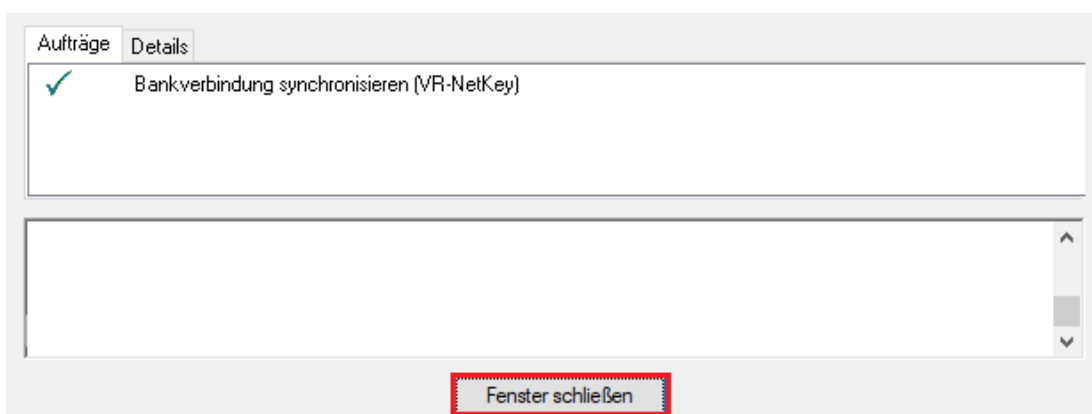 Aufträge
Details
Bankverbindung synchronisieren (VR-NetKey)
Fenster schließen